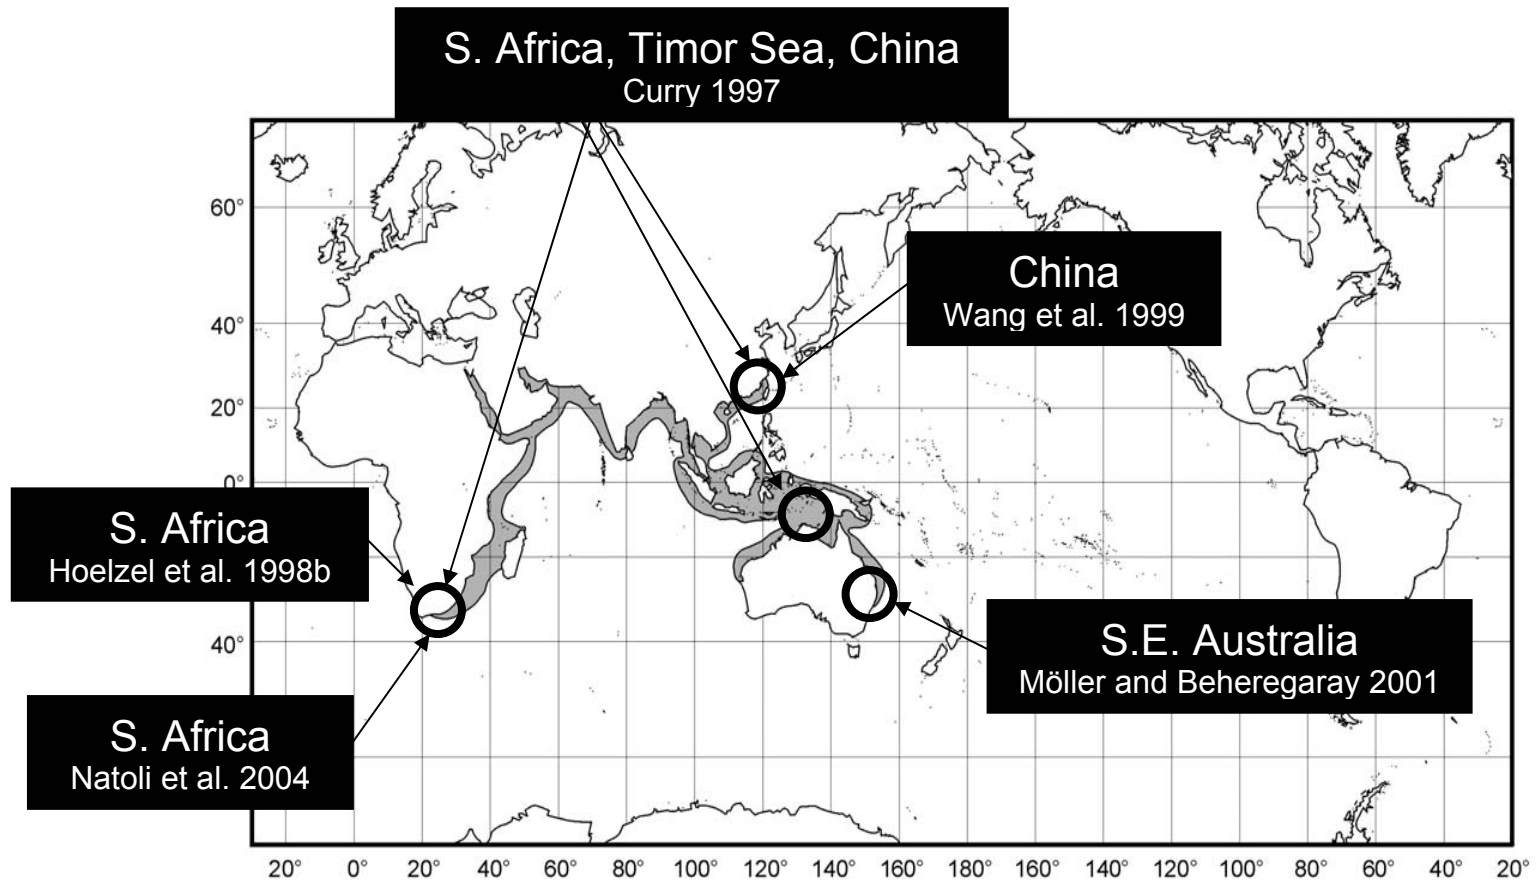 S. Africa, Timor Sea, China
Curry 1997
60°
China
Wang et al. 1999
40°
20°
0°
S. Africa
Hoelzel et al. 1998b
S.E. Australia
Möller and Beheregaray 2001
40°
S. Africa
Natoli et al. 2004
20° 0° 20° 40° 60° 80° 100° 120° 140° 160° 180° 160° 140° 120° 100° 80° 60° 40° 20°